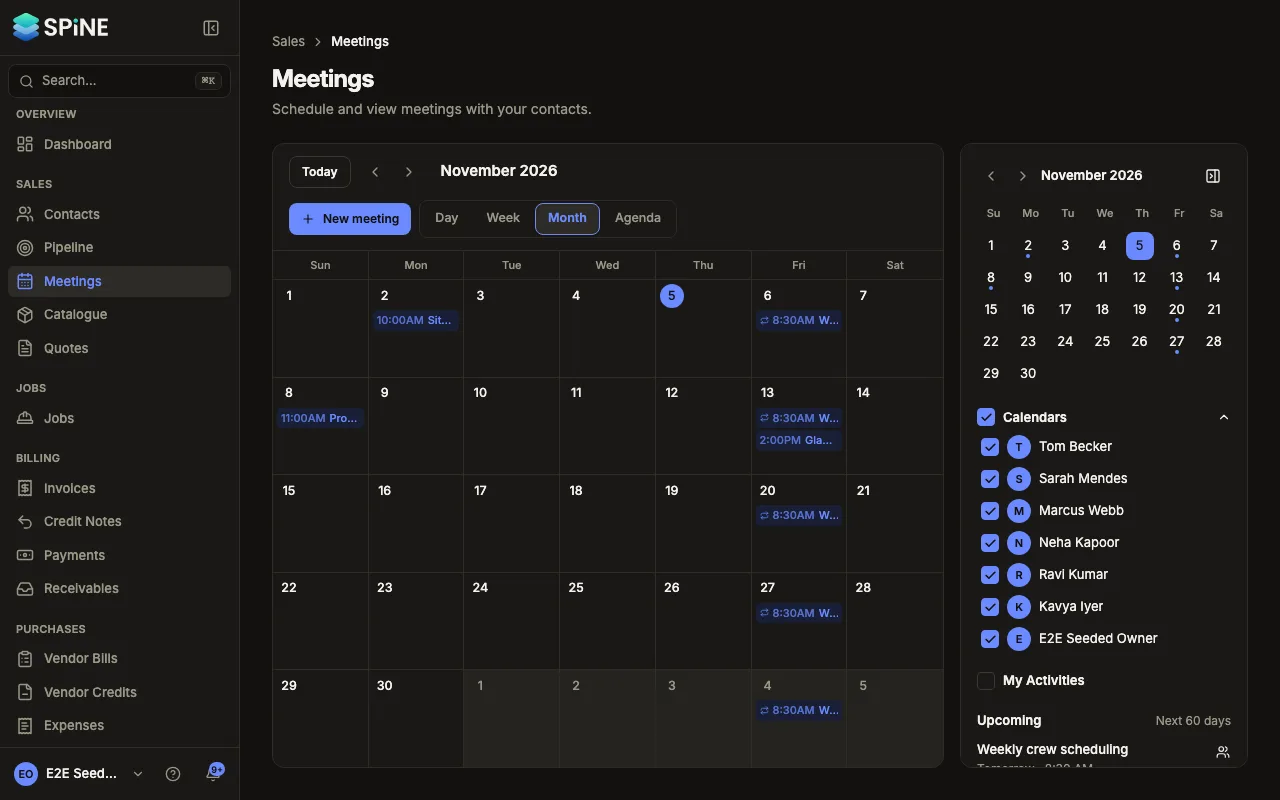 SPiNE
Search...
⌘K
OVERVIEW
Dashboard
SALES
Contacts
Pipeline
Meetings
Catalogue
Quotes
JOBS
Jobs
BILLING
Invoices
Credit Notes
Payments
Receivables
PURCHASES
Vendor Bills
Vendor Credits
Expenses
EO E2E Seed... 9+
Sales > Meetings
Meetings
Schedule and view meetings with your contacts.
Today < > November 2026
+ New meeting Day Week Month Agenda
Sun Mon Tue Wed Thu Fri Sat
1 2 3 4 5 6 7
10:00AM Sit... 8:30AM W...
8 9 10 11 12 13 14
11:00AM Pro... 8:30AM W...
2:00PM Gla...
15 16 17 18 19 20 21
8:30AM W...
22 23 24 25 26 27 28
8:30AM W...
29 30 1 2 3 4 5
8:30AM W...
November 2026
Su Mo Tu We Th Fr Sa
1 2 3 4 5 6 7
8 9 10 11 12 13 14
15 16 17 18 19 20 21
22 23 24 25 26 27 28
29 30
Calendars
T Tom Becker
S Sarah Mendes
M Marcus Webb
N Neha Kapoor
R Ravi Kumar
K Kavya Iyer
E E2E Seeded Owner
My Activities
Upcoming Next 60 days
Weekly crew scheduling